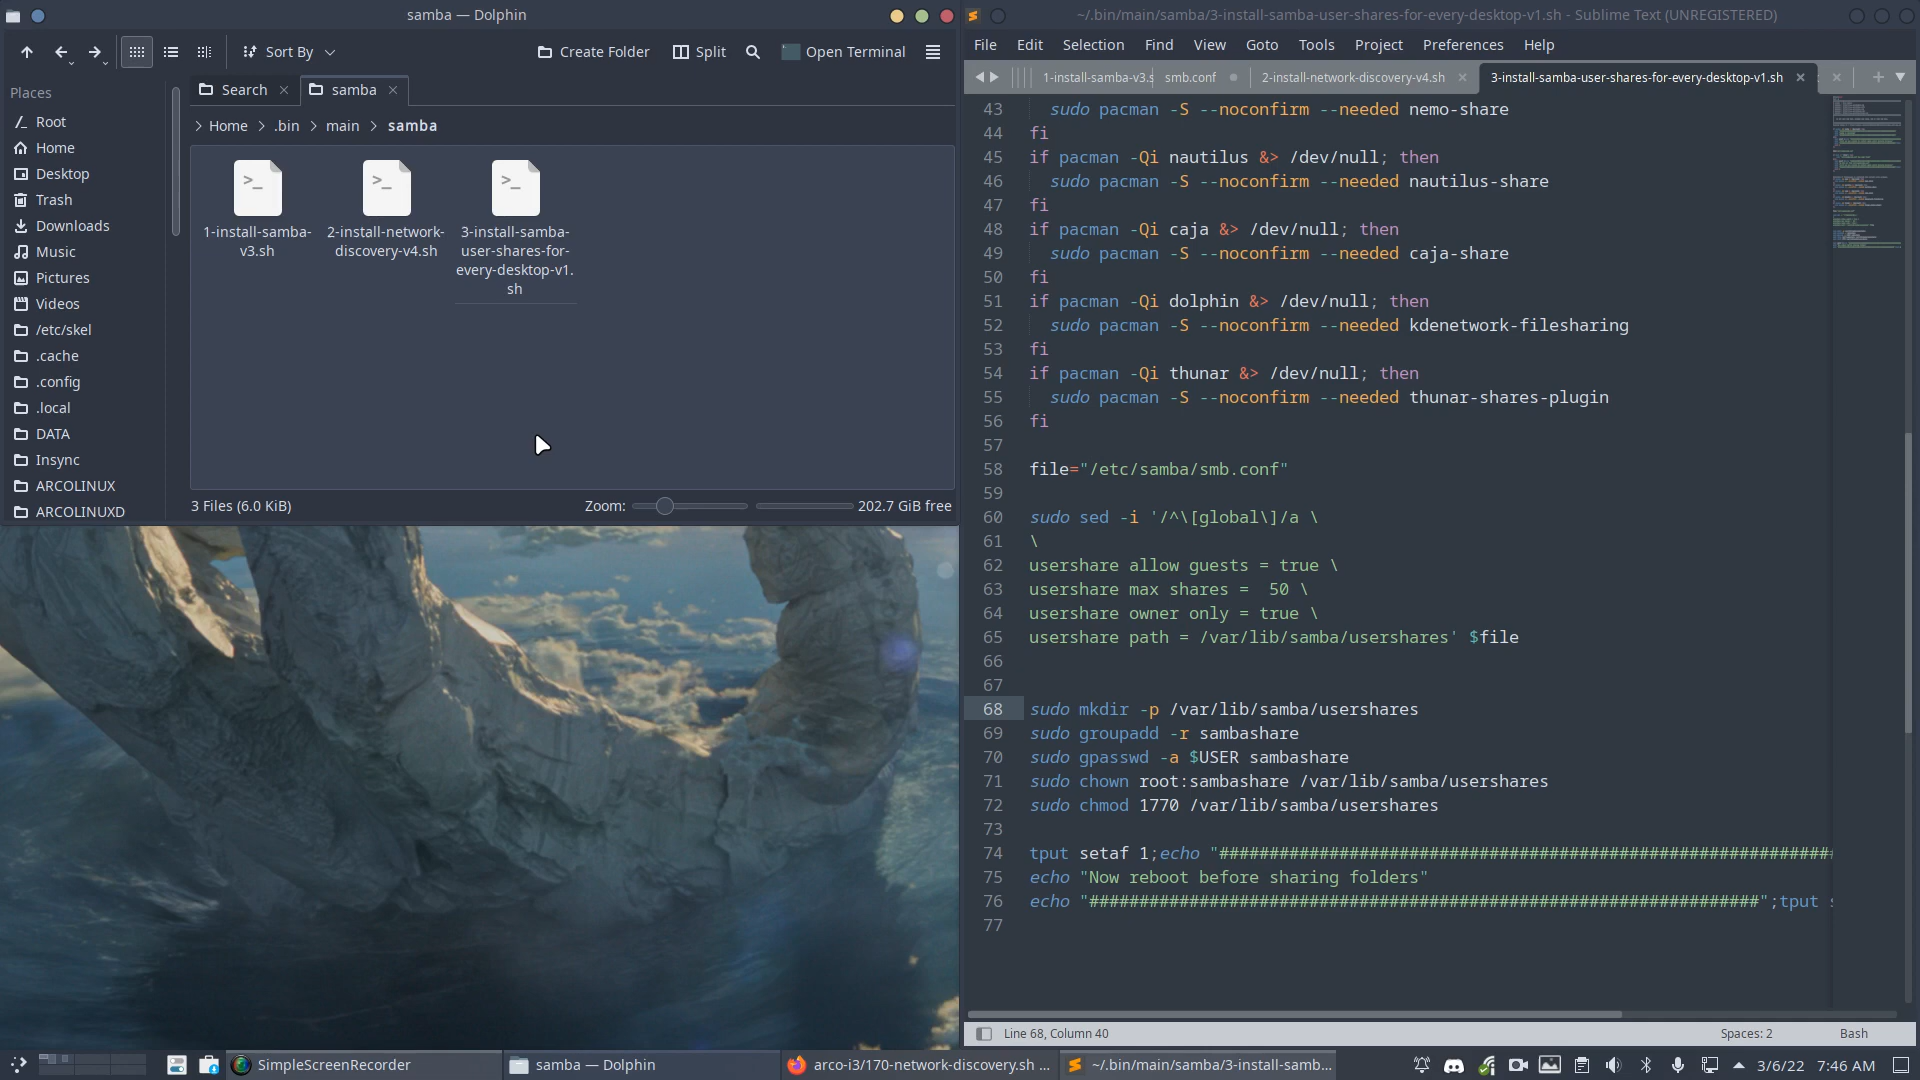 samba — Dolphin
Sort By
Create Folder
Split
Open Terminal
Places
Root
Home
Desktop
Trash
Downloads
Music
Pictures
Videos
/etc/skel
.cache
.config
.local
DATA
Insync
ARCOLINUX
ARCOLINUXD
Search
samba
> Home > .bin > main > samba
1-install-samba-
v3.sh
2-install-network-
discovery-v4.sh
3-install-samba-
user-shares-for-
every-desktop-v1.
sh
3 Files (6.0 KiB)
Zoom:
202.7 GiB free
~/.bin/main/samba/3-install-samba-user-shares-for-every-desktop-v1.sh - Sublime Text (UNREGISTERED)
File Edit Selection Find View Goto Tools Project Preferences Help
1-install-samba-v3.s
smb.conf
2-install-network-discovery-v4.sh
3-install-samba-user-shares-for-every-desktop-v1.sh
43 sudo pacman -S --noconfirm --needed nemo-share
44 fi
45 if pacman -Qi nautilus &> /dev/null; then
46 sudo pacman -S --noconfirm --needed nautilus-share
47 fi
48 if pacman -Qi caja &> /dev/null; then
49 sudo pacman -S --noconfirm --needed caja-share
50 fi
51 if pacman -Qi dolphin &> /dev/null; then
52 sudo pacman -S --noconfirm --needed kdenetwork-filesharing
53 fi
54 if pacman -Qi thunar &> /dev/null; then
55 sudo pacman -S --noconfirm --needed thunar-shares-plugin
56 fi
57
58 file="/etc/samba/smb.conf"
59
60 sudo sed -i '/^\[global\]/a \
61 \
62 usershare allow guests = true \
63 usershare max shares =  50 \
64 usershare owner only = true \
65 usershare path = /var/lib/samba/usershares' $file
66
67
68 sudo mkdir -p /var/lib/samba/usershares
69 sudo groupadd -r sambashare
70 sudo gpasswd -a $USER sambashare
71 sudo chown root:sambashare /var/lib/samba/usershares
72 sudo chmod 1770 /var/lib/samba/usershares
73
74 tput setaf 1;echo "##############################################################
75 echo "Now reboot before sharing folders"
76 echo "###################################################################";tput s
77
Line 68, Column 40
Spaces: 2
Bash
SimpleScreenRecorder
samba — Dolphin
arco-i3/170-network-discovery.sh ...
~/.bin/main/samba/3-install-samb...
3/6/22
7:46 AM